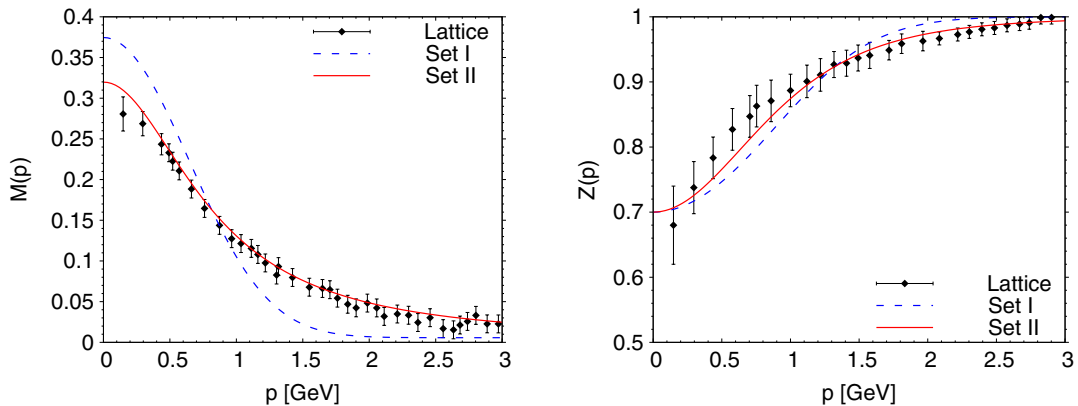 0.4
0.35
0.3
0.25
0.2
0.15
0.1
0.05
0
M(p)
Lattice
Set I
Set II
0 0.5 1 1.5 2 2.5 3
p [GeV]
1
0.9
0.8
0.7
0.6
0.5
Z(p)
Lattice
Set I
Set II
0 0.5 1 1.5 2 2.5 3
p [GeV]